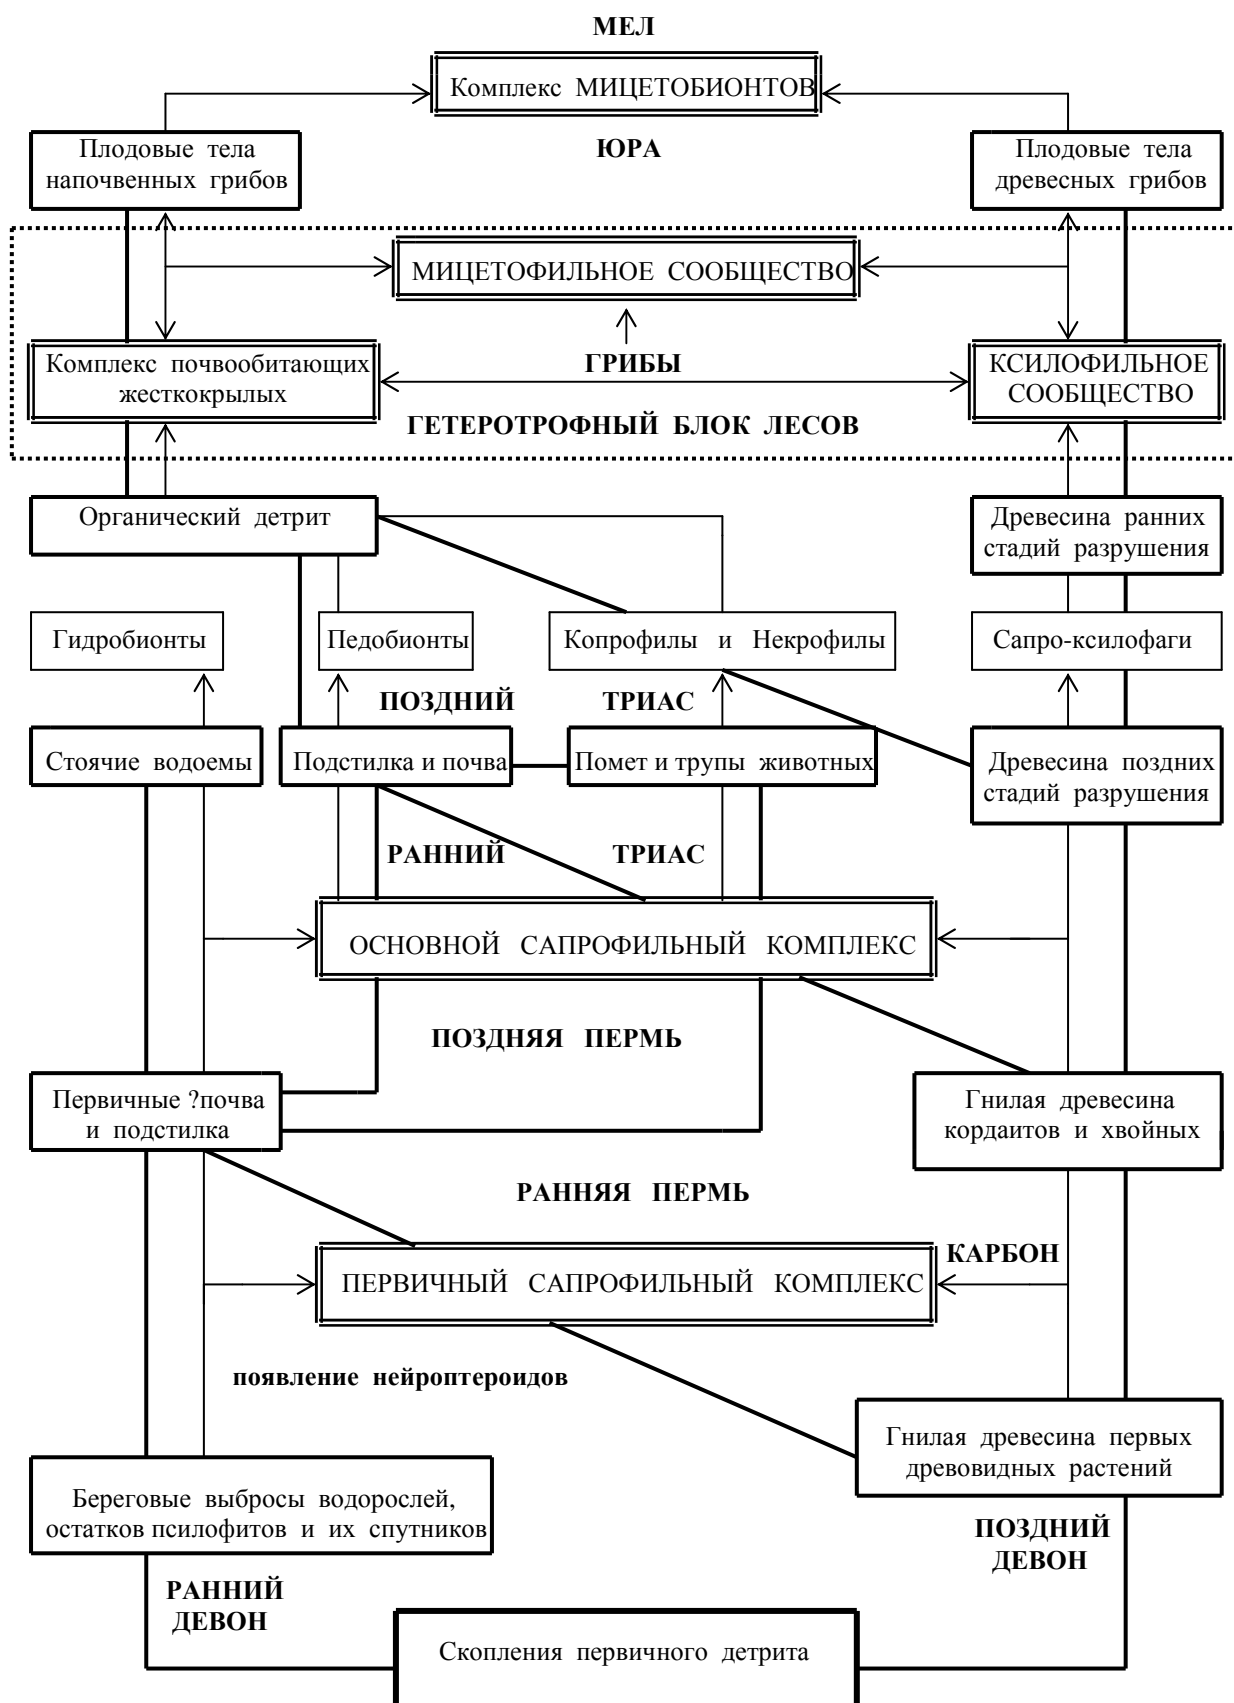 МЕЛ
Комплекс МИЦЕТОБИОНТОВ
ЮРА
Плодовые тела
напочвенных грибов
Плодовые тела
древесных грибов
МИЦЕТОФИЛЬНОЕ СООБЩЕСТВО
Комплекс почвообитающих
жесткокрылых
ГРИБЫ
КСИЛОФИЛЬНОЕ
СООБЩЕСТВО
ГЕТЕРОТРОФНЫЙ БЛОК ЛЕСОВ
Органический детрит
Древесина ранних
стадий разрушения
Гидробионты
Педобионты
Копрофилы и Некрофилы
Сапро-ксилофаги
ПОЗДНИЙ ТРИАС
Стоячие водоемы
Подстилка и почва
Помет и трупы животных
Древесина поздних
стадий разрушения
РАННИЙ ТРИАС
ОСНОВНОЙ САПРОФИЛЬНЫЙ КОМПЛЕКС
ПОЗДНЯЯ ПЕРМЬ
Первичные ?почва
и подстилка
Гнилая древесина
кордаитов и хвойных
РАННЯЯ ПЕРМЬ
КАРБОН
ПЕРВИЧНЫЙ САПРОФИЛЬНЫЙ КОМПЛЕКС
появление нейроптероидов
Гнилая древесина первых
древовидных растений
Береговые выбросы водорослей,
остатков псилофитов и их спутников
ПОЗДНИЙ
ДЕВОН
РАННИЙ
ДЕВОН
Скопления первичного детрита